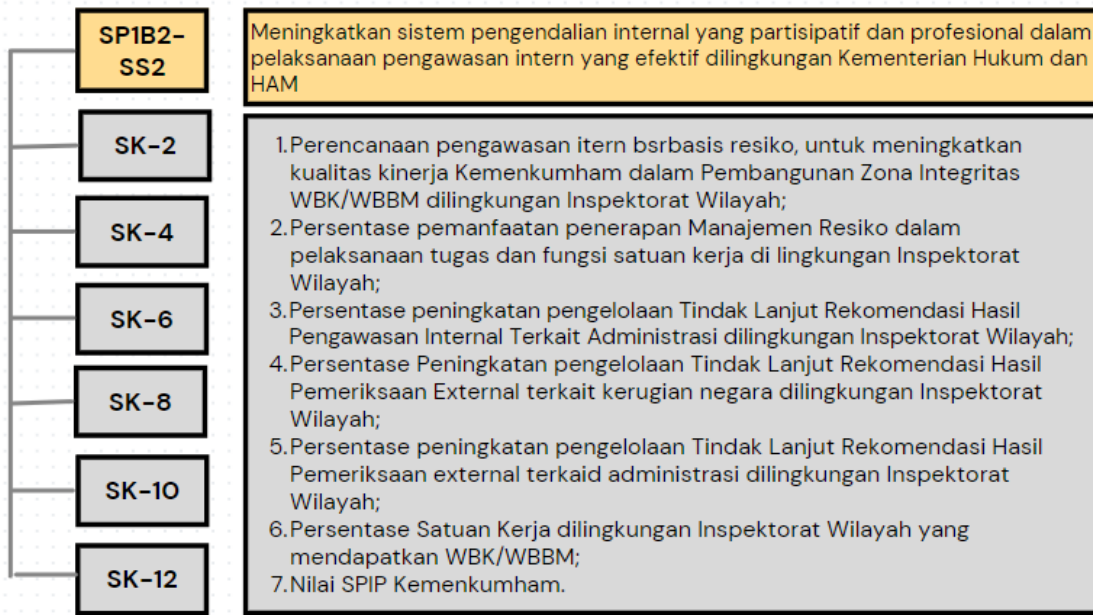 SP1B2-
SS2
Meningkatkan sistem pengendalian internal yang partisipatif dan profesional dalam
pelaksanaan pengawasan intern yang efektif dilingkungan Kementerian Hukum dan
HAM
SK-2
SK-4
SK-6
SK-8
SK-10
SK-12
1. Perencanaan pengawasan itern bsrbasis resiko, untuk meningkatkan
kualitas kinerja Kemenkumham dalam Pembangunan Zona Integritas
WBK/WBBM dilingkungan Inspektorat Wilayah;
2. Persentase pemanfaatan penerapan Manajemen Resiko dalam
pelaksanaan tugas dan fungsi satuan kerja di lingkungan Inspektorat
Wilayah;
3. Persentase peningkatan pengelolaan Tindak Lanjut Rekomendasi Hasil
Pengawasan Internal Terkait Administrasi dilingkungan Inspektorat Wilayah;
4. Persentase Peningkatan pengelolaan Tindak Lanjut Rekomendasi Hasil
Pemeriksaan External terkait kerugian negara dilingkungan Inspektorat
Wilayah;
5. Persentase peningkatan pengelolaan Tindak Lanjut Rekomendasi Hasil
Pemeriksaan external terkaid administrasi dilingkungan Inspektorat
Wilayah;
6. Persentase Satuan Kerja dilingkungan Inspektorat Wilayah yang
mendapatkan WBK/WBBM;
7. Nilai SPIP Kemenkumham.